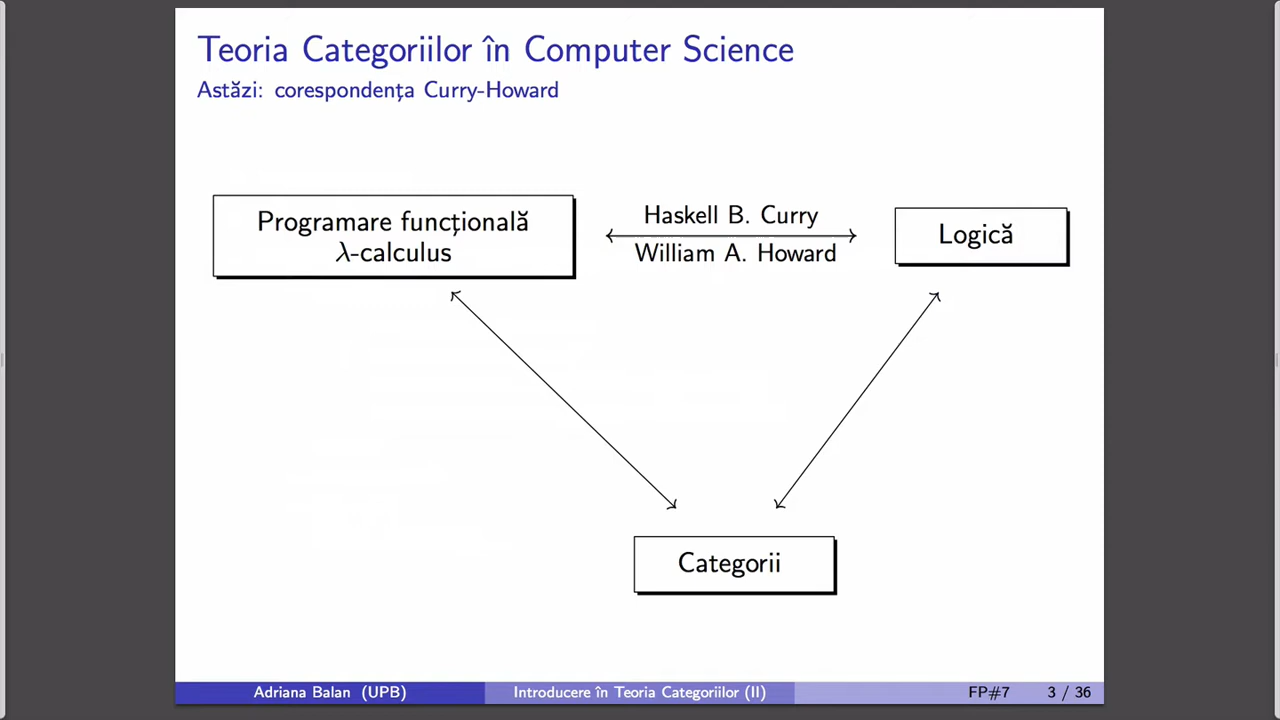 Teoria Categoriilor în Computer Science
Astăzi: corespondența Curry-Howard
Programare funcțională
λ-calculus
Haskell B. Curry
William A. Howard
Logică
Categorii
Adriana Balan (UPB)
Introducere în Teoria Categoriilor (II)
FP#7
3 / 36